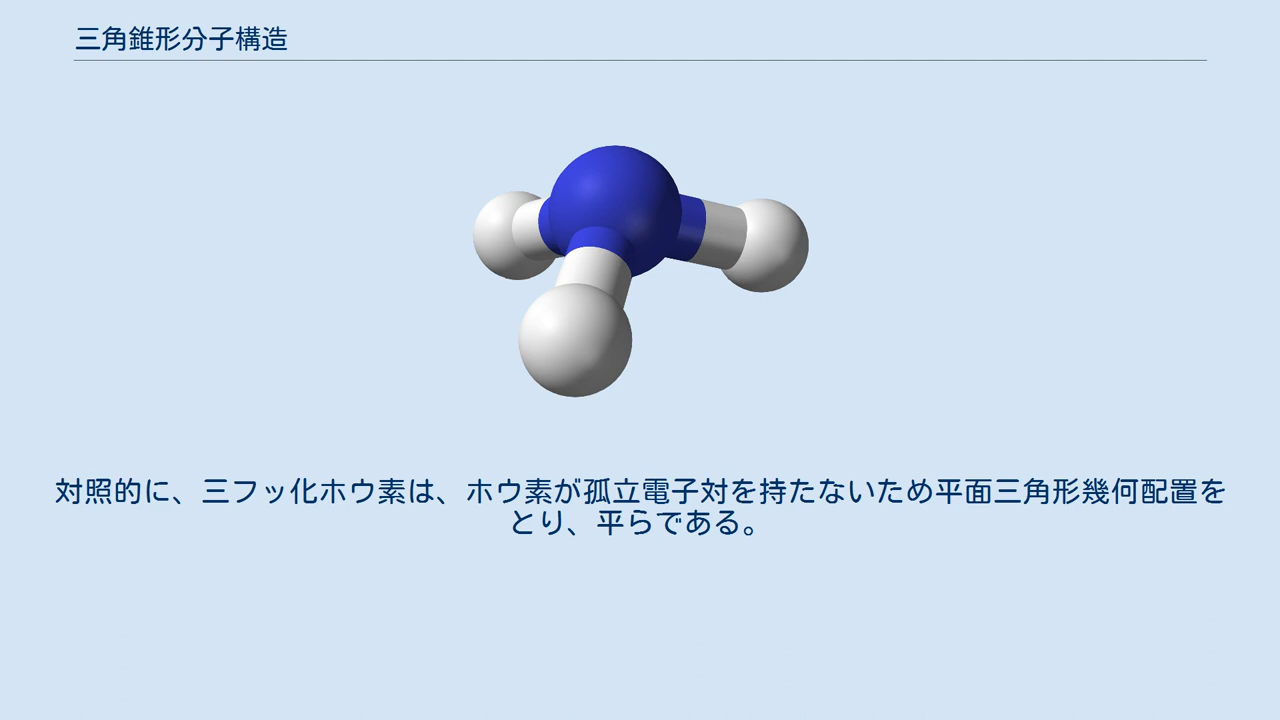 三角錐形分子構造
対照的に、三フッ化ホウ素は、ホウ素が孤立電子対を持たないため平面三角形幾何配置を
とり、平らである。